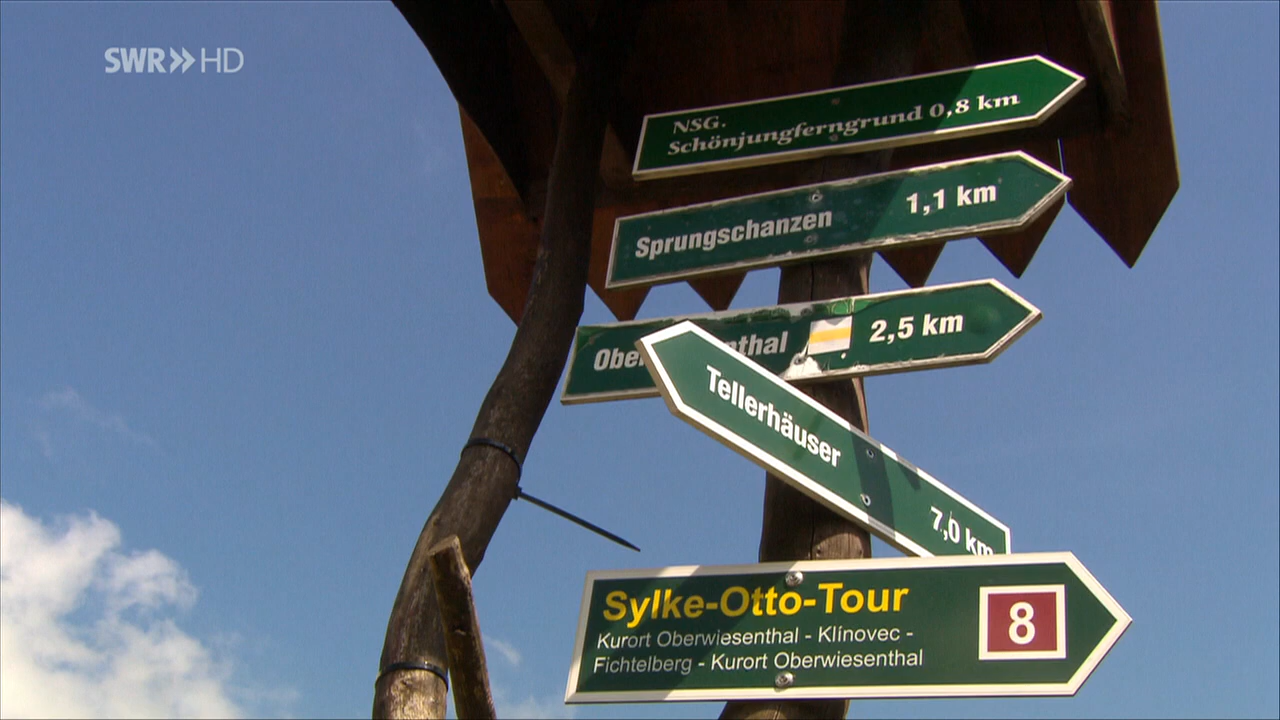 SWR HD
NSG.
Schönjungferngrund 0,8 km
Sprungschanzen 1,1 km
2,5 km
Tellerhäuser
7,0 km
Sylke-Otto-Tour
Kurort Oberwiesenthal - Klínovec -
Fichtelberg - Kurort Oberwiesenthal
8